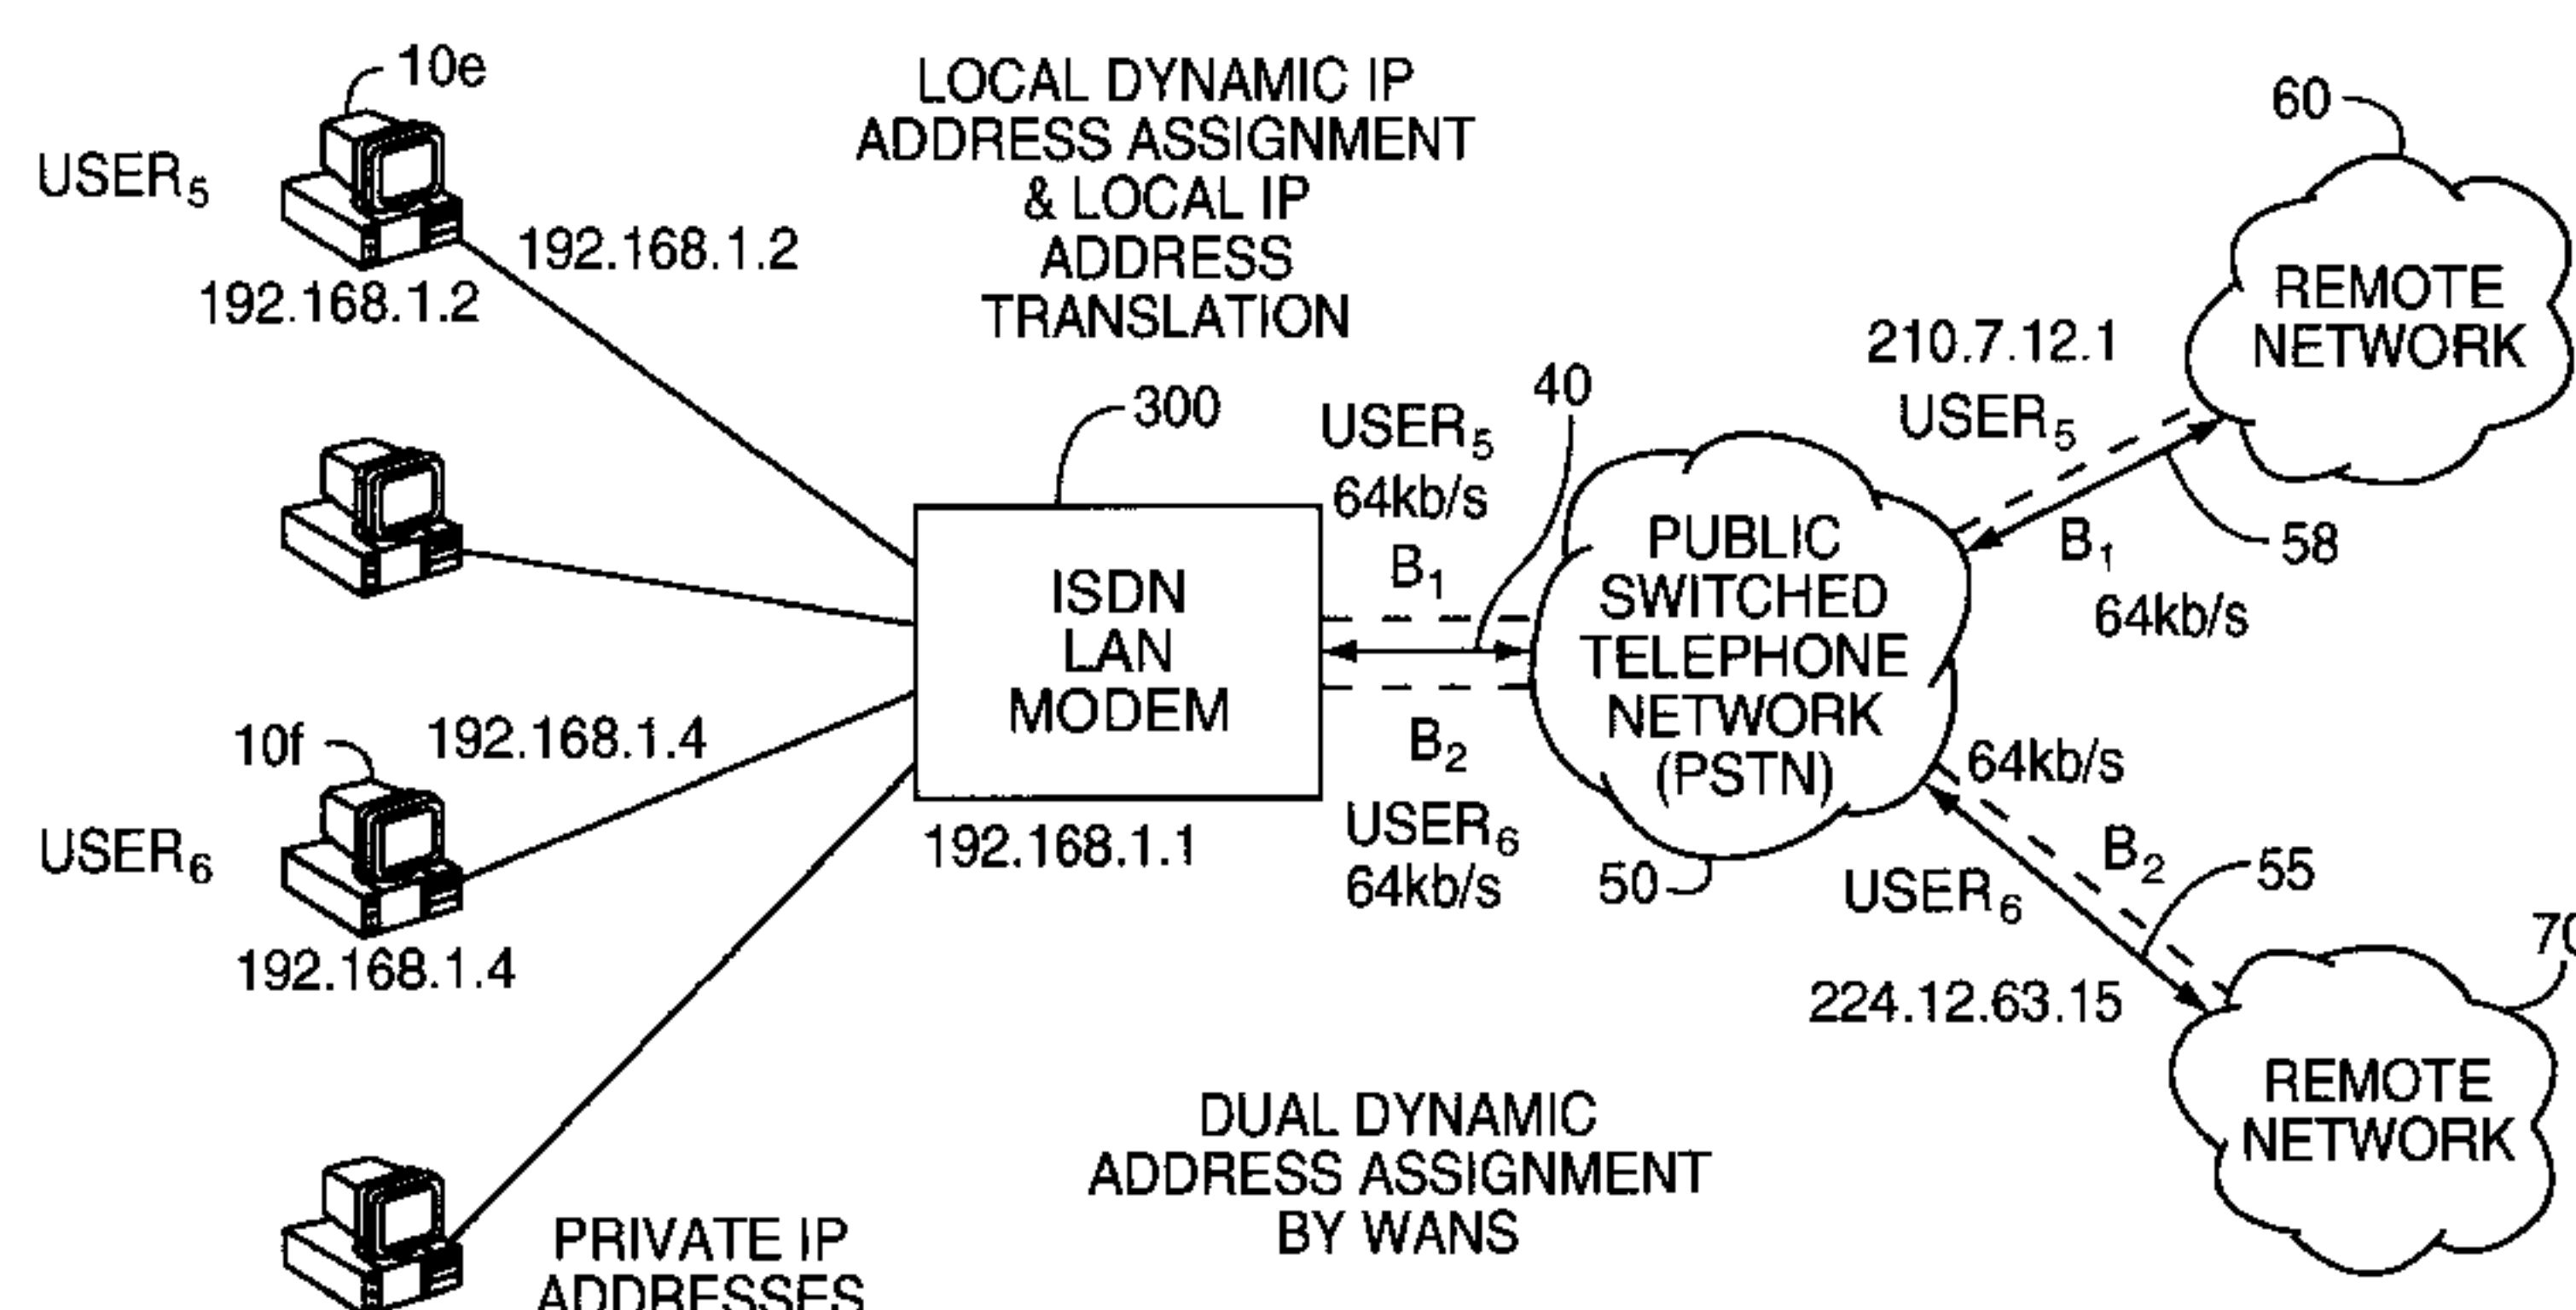 10e
USER5
192.168.1.2
192.168.1.2
LOCAL DYNAMIC IP
ADDRESS ASSIGNMENT
& LOCAL IP
ADDRESS
TRANSLATION
60
REMOTE
NETWORK
210.7.12.1
USER5
58
B1
64kb/s
300
USER5
64kb/s
40
B1
ISDN
LAN
MODEM
192.168.1.1
B2
USER6
64kb/s
PUBLIC
SWITCHED
TELEPHONE
NETWORK
(PSTN)
50
10f
192.168.1.4
USER6
192.168.1.4
64kb/s
B2
55
USER6
224.12.63.15
70
REMOTE
NETWORK
DUAL DYNAMIC
ADDRESS ASSIGNMENT
BY WANS
PRIVATE IP
ADDRESSES